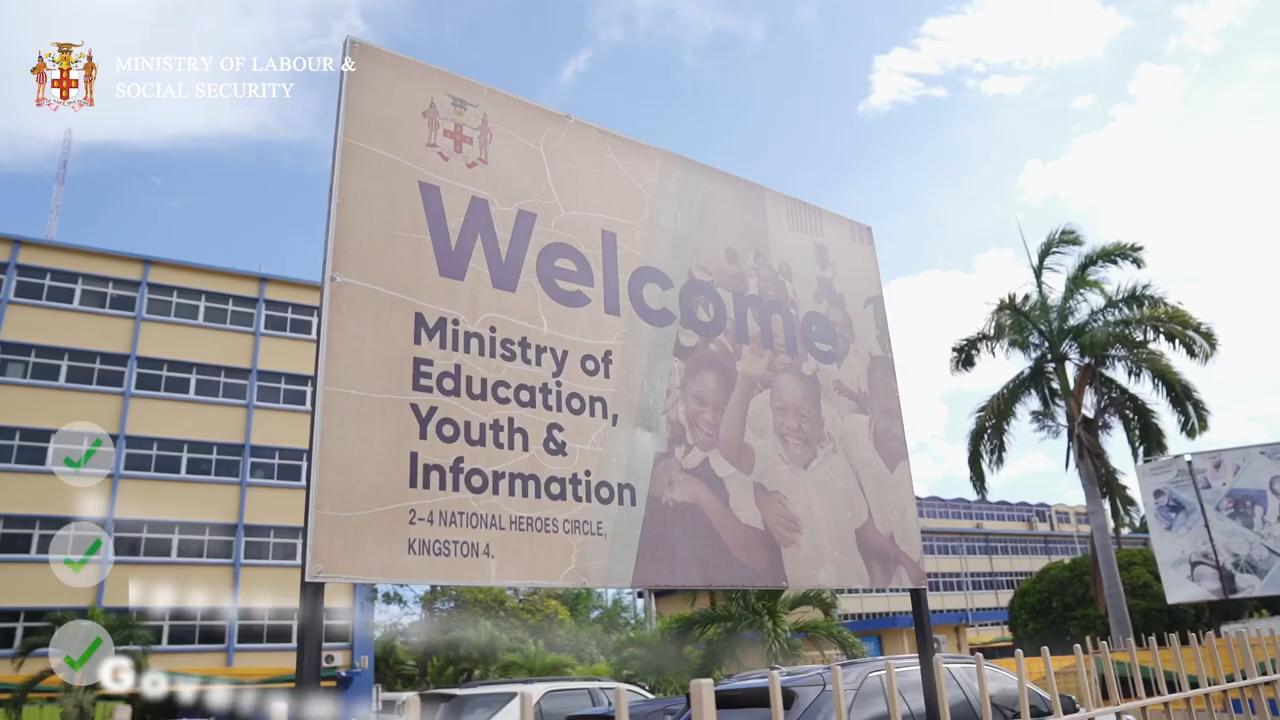 MINISTRY OF LABOUR &
SOCIAL SECURITY
Welcome
Ministry of
Education,
Youth &
Information
2-4 NATIONAL HEROES CIRCLE,
KINGSTON 4.